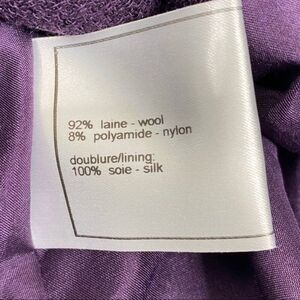 92% laine - wool
8% polyamide - nylon
doublure/lining:
100% soie - silk